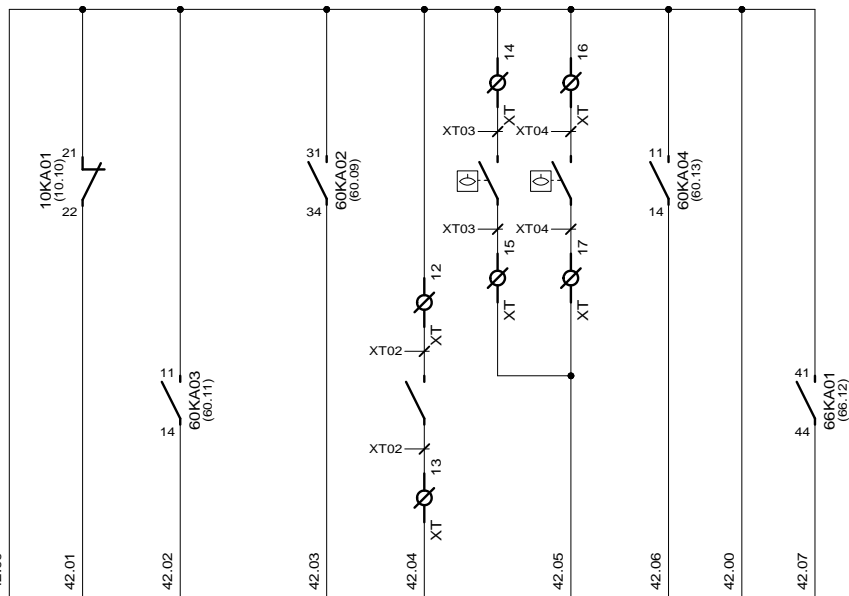 14
16
XT
XT
XT03
XT04
21
10KA01
(10.10)
22
31
60KA02
(60.09)
34
11
60KA04
(60.13)
14
XT03
XT04
15
17
XT
XT
12
XT
XT02
11
60KA03
(60.11)
14
41
66KA01
(66.12)
44
XT02
13
XT
42.01
42.02
42.03
42.04
42.05
42.06
42.00
42.07